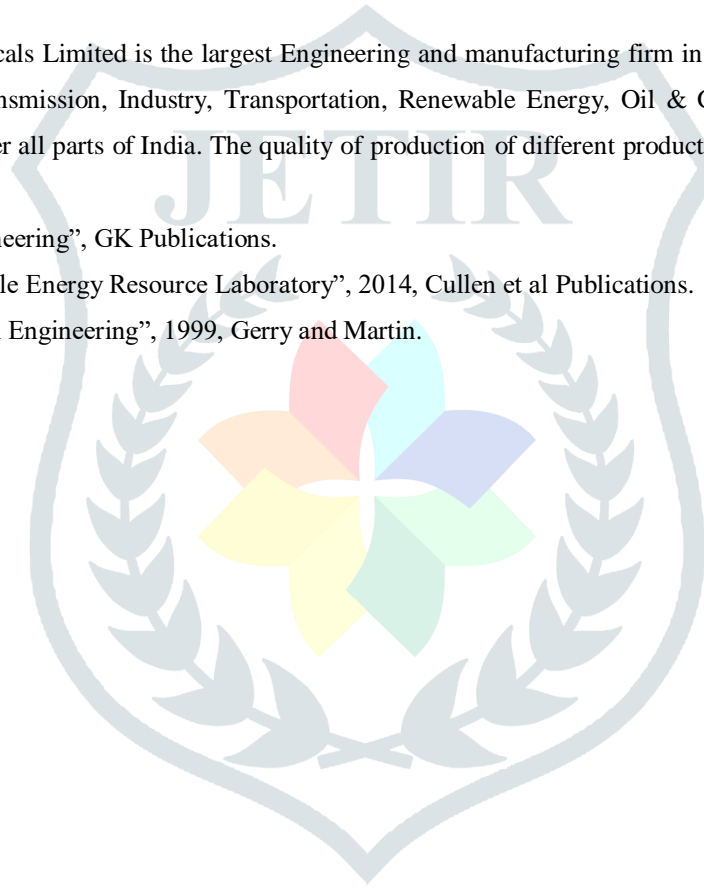 cals Limited is the largest Engineering and manufacturing firm in
nsmission, Industry, Transportation, Renewable Energy, Oil &
er all parts of India. The quality of production of different product
JETIR
neering”, GK Publications.
le Energy Resource Laboratory”, 2014, Cullen et al Publications.
Engineering”, 1999, Gerry and Martin.